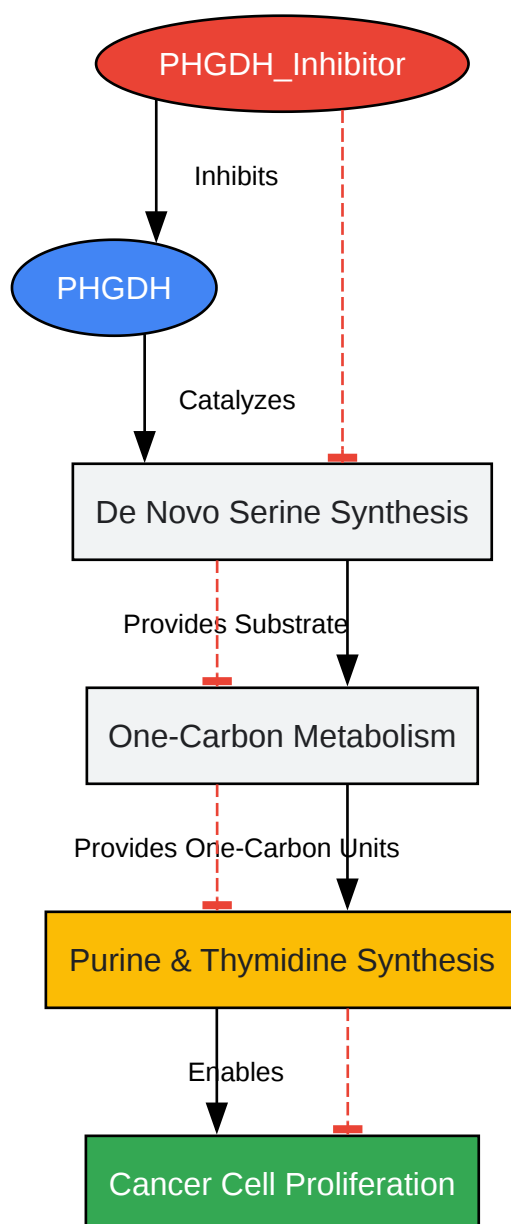 PHGDH_Inhibitor
Inhibits
PHGDH
Catalyzes
De Novo Serine Synthesis
Provides Substrate
One-Carbon Metabolism
Provides One-Carbon Units
Purine & Thymidine Synthesis
Enables
Cancer Cell Proliferation